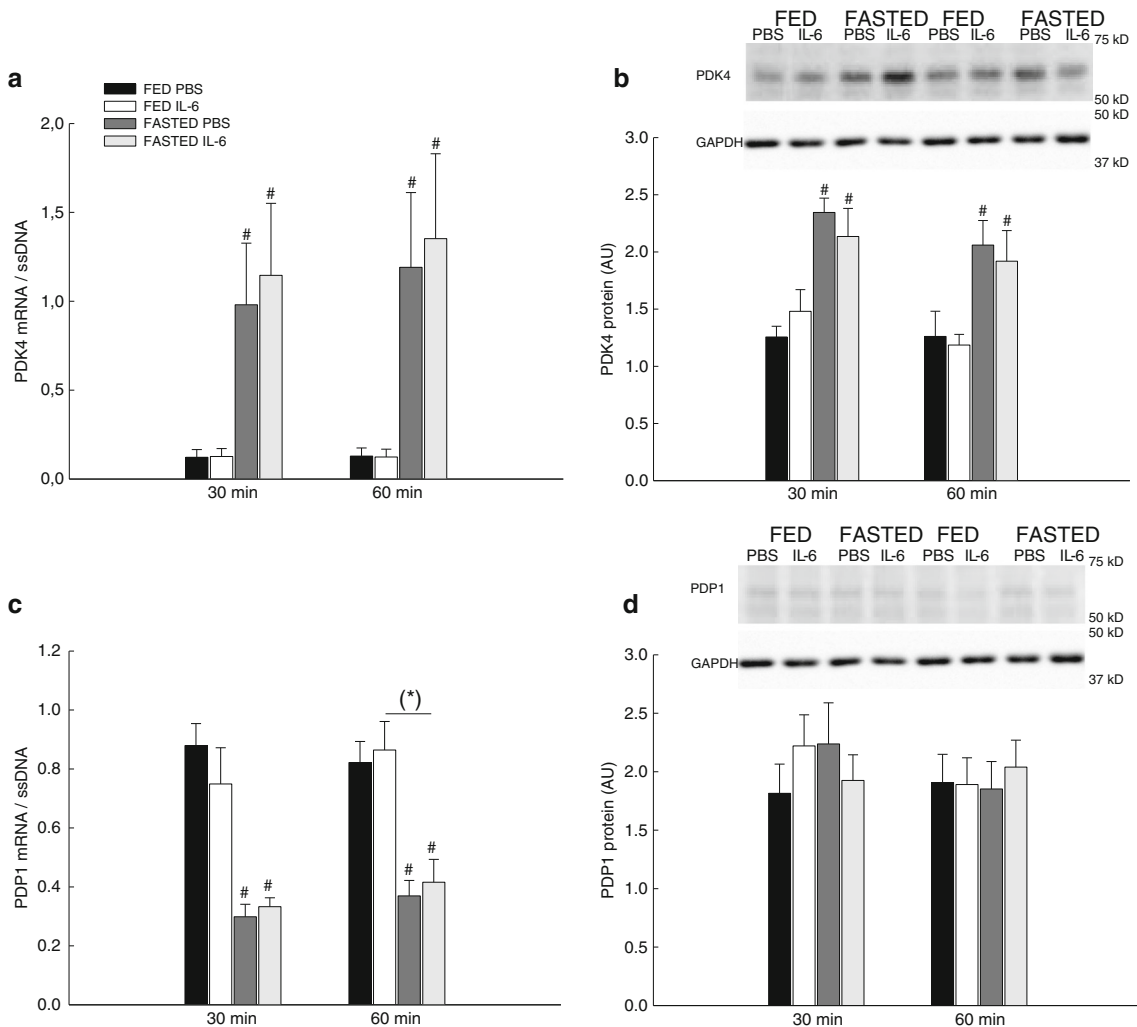 a
FED PBS
FED IL-6
FASTED PBS
FASTED IL-6
2,0
1,5
1,0
0,5
0,0
PDK4 mRNA / ssDNA
# #
# #
30 min 60 min
b
FED FASTED FED FASTED
PBS IL-6 PBS IL-6 PBS IL-6 PBS IL-6
75 kD
PDK4
50 kD
50 kD
GAPDH
37 kD
3.0
2.5
2.0
1.5
1.0
0.5
0.0
PDK4 protein (AU)
# #
# #
30 min 60 min
c
1.2
1.0
0.8
0.6
0.4
0.2
0.0
PDP1 mRNA / ssDNA
(*)
# #
# #
30 min 60 min
d
FED FASTED FED FASTED
PBS IL-6 PBS IL-6 PBS IL-6 PBS IL-6
75 kD
PDP1
50 kD
50 kD
GAPDH
37 kD
3.0
2.5
2.0
1.5
1.0
0.5
0.0
PDP1 protein (AU)
30 min 60 min